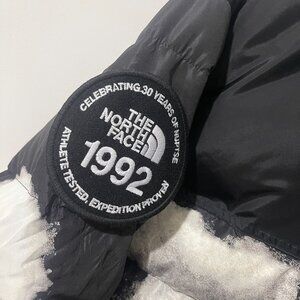 CELEBRATING 30 YEARS OF NUPTSE
THE
NORTH
FACE
1992
ATHLETE TESTED, EXPEDITION PROVEN